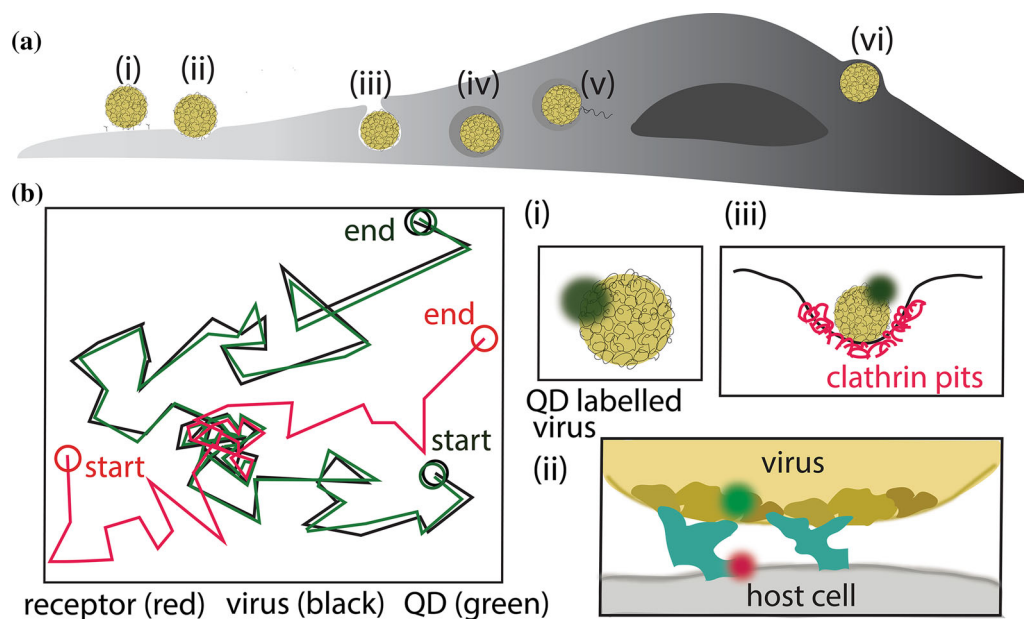 (a)
(i)
(ii)
(iii)
(iv)
(v)
(vi)
(b)
end
end
start
start
receptor (red) virus (black) QD (green)
(i)
QD labelled
virus
(iii)
clathrin pits
(ii)
virus
host cell